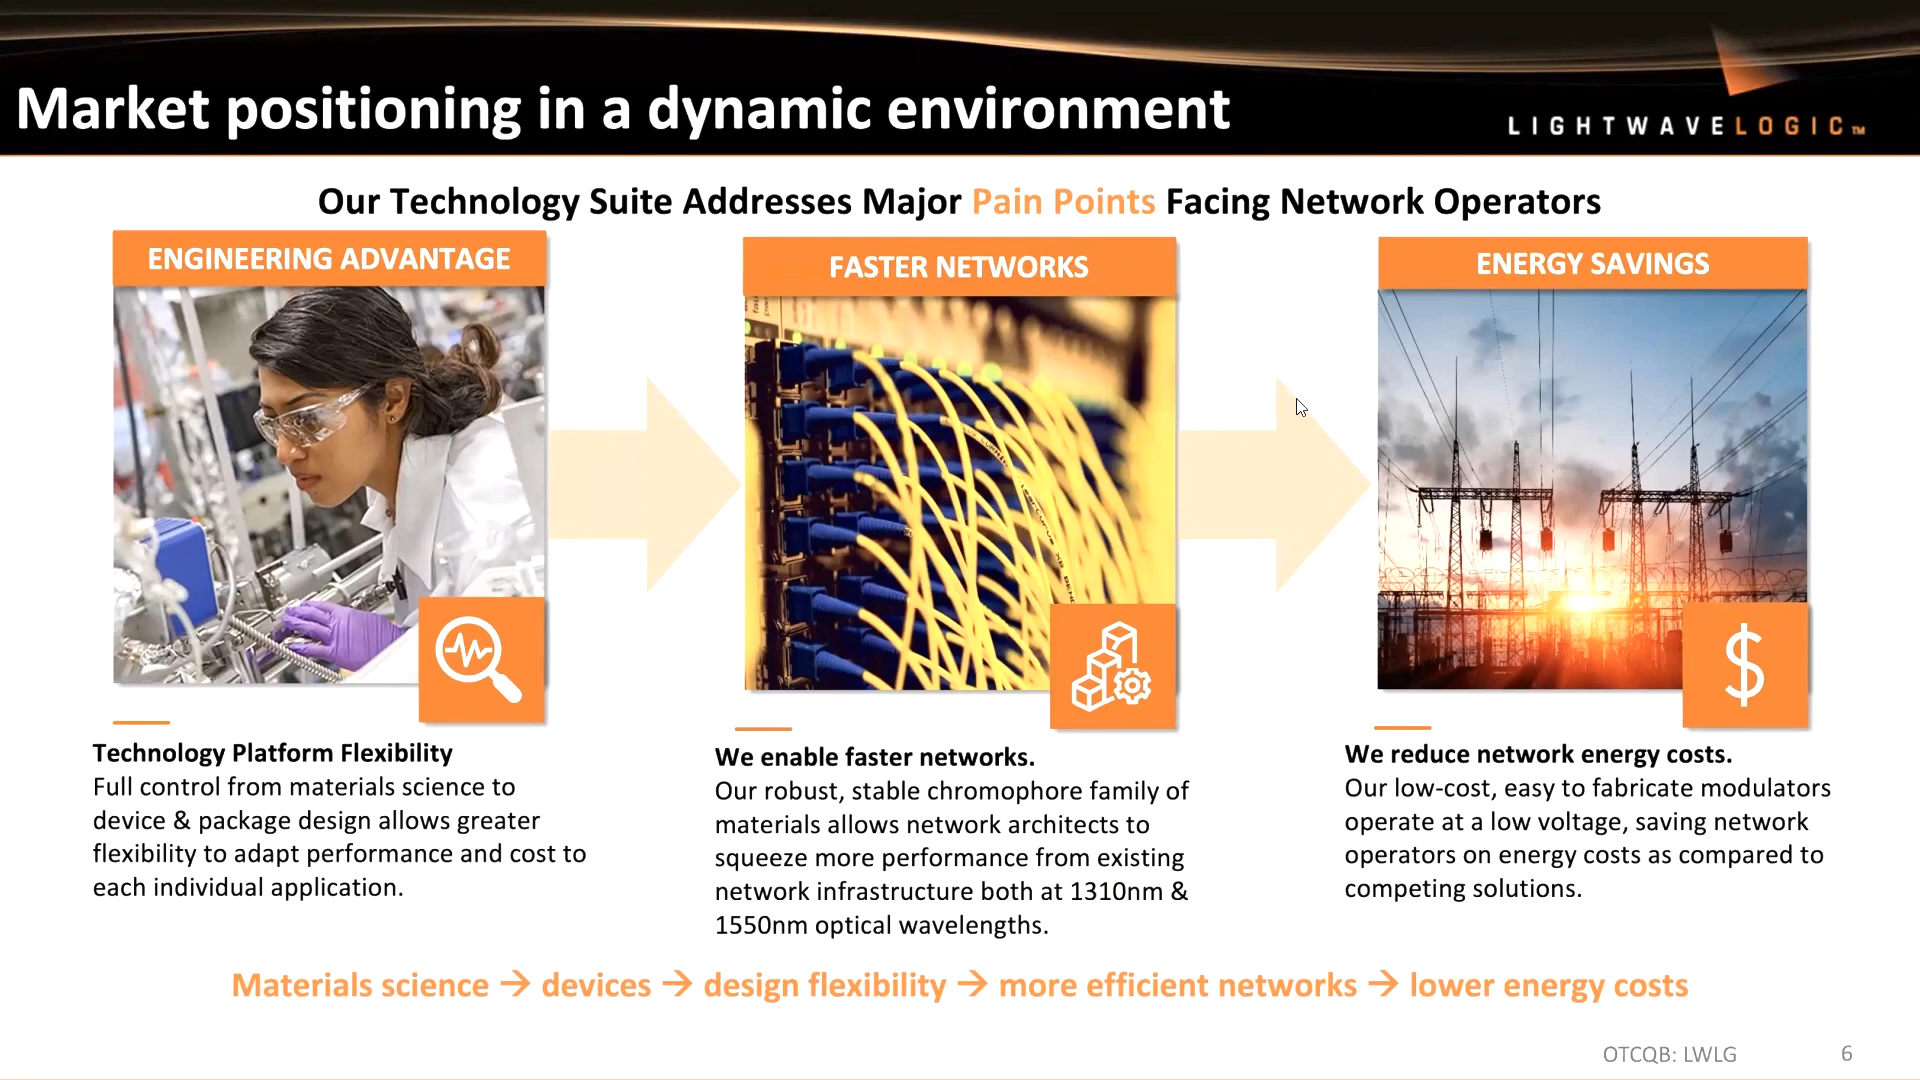 Market positioning in a dynamic environment
LIGHTWAVELOGIC™
Our Technology Suite Addresses Major Pain Points Facing Network Operators
ENGINEERING ADVANTAGE
Technology Platform Flexibility
Full control from materials science to
device & package design allows greater
flexibility to adapt performance and cost to
each individual application.
FASTER NETWORKS
We enable faster networks.
Our robust, stable chromophore family of
materials allows network architects to
squeeze more performance from existing
network infrastructure both at 1310nm &
1550nm optical wavelengths.
ENERGY SAVINGS
$
We reduce network energy costs.
Our low-cost, easy to fabricate modulators
operate at a low voltage, saving network
operators on energy costs as compared to
competing solutions.
Materials science → devices → design flexibility → more efficient networks → lower energy costs
OTCQB: LWLG
6